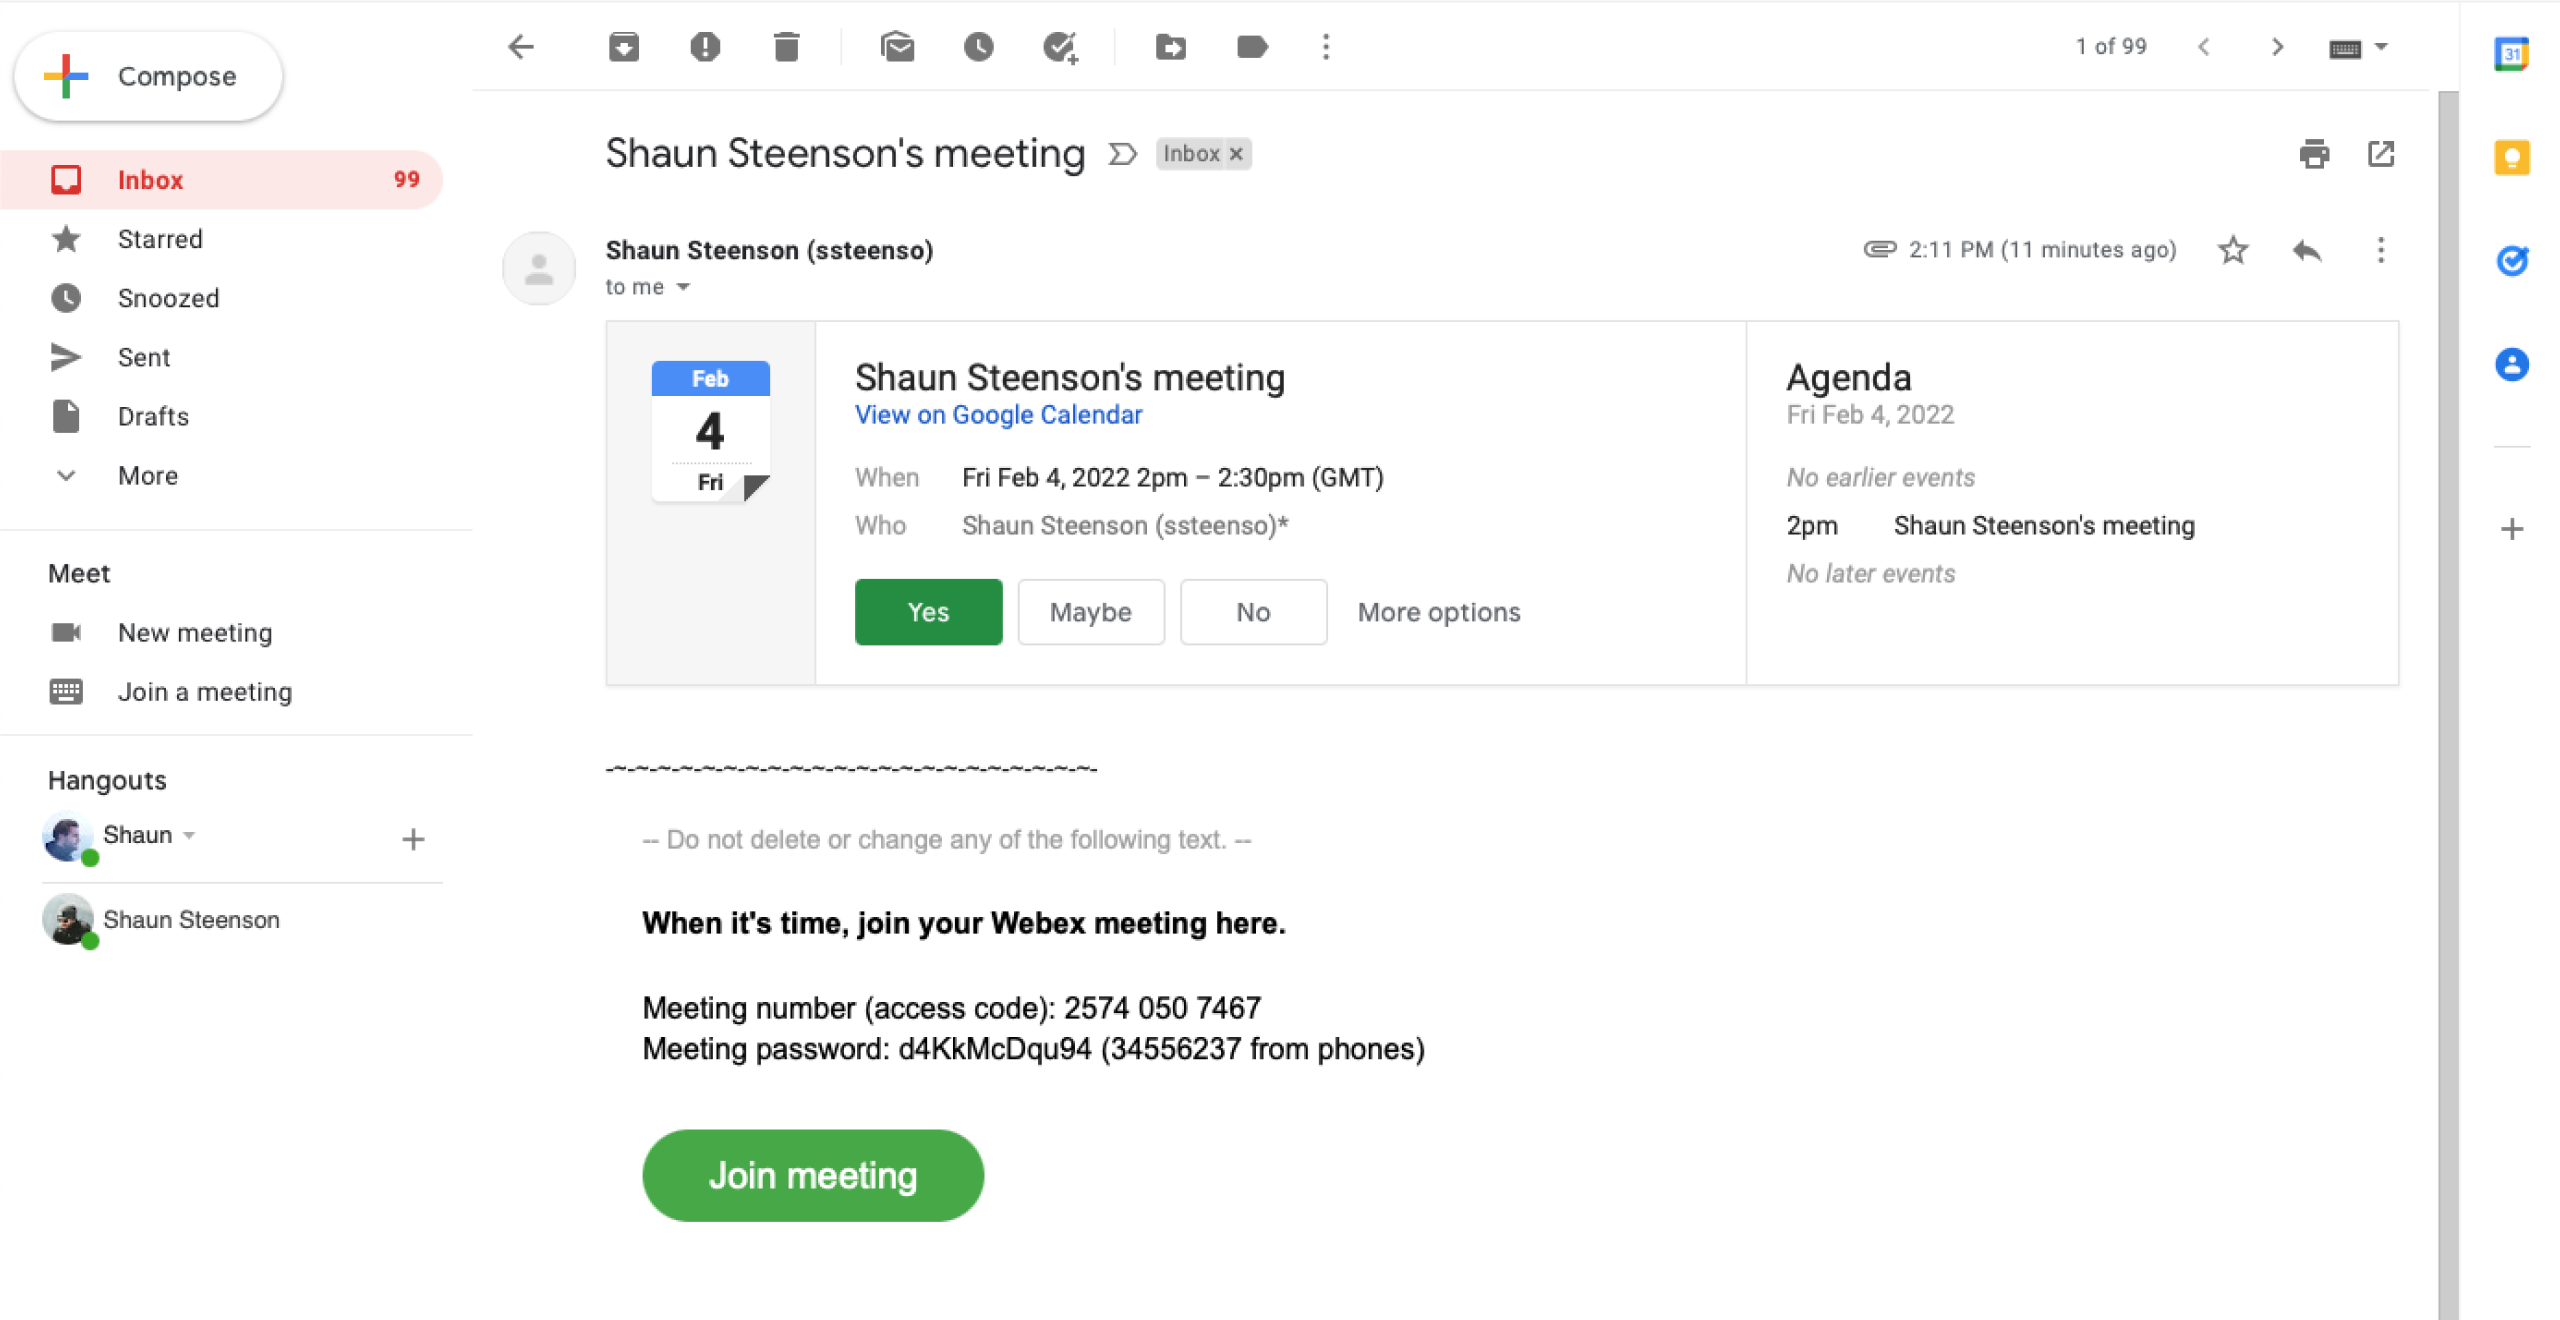 Compose
1 of 99
31
Inbox 99
Starred
Snoozed
Sent
Drafts
More
Meet
New meeting
Join a meeting
Hangouts
Shaun
Shaun Steenson
Shaun Steenson's meeting Inbox ×
Shaun Steenson (ssteenso)
2:11 PM (11 minutes ago)
to me
Feb
4
Fri
Shaun Steenson's meeting
View on Google Calendar
When Fri Feb 4, 2022 2pm – 2:30pm (GMT)
Who Shaun Steenson (ssteenso)*
Yes Maybe No More options
Agenda
Fri Feb 4, 2022
No earlier events
2pm Shaun Steenson's meeting
No later events
-~-~-~-~-~-~-~-~-~-~-~-~-~-~-~-~-~-~-~-~-~-~-
-- Do not delete or change any of the following text. --
When it's time, join your Webex meeting here.
Meeting number (access code): 2574 050 7467
Meeting password: d4KkMcDqu94 (34556237 from phones)
Join meeting